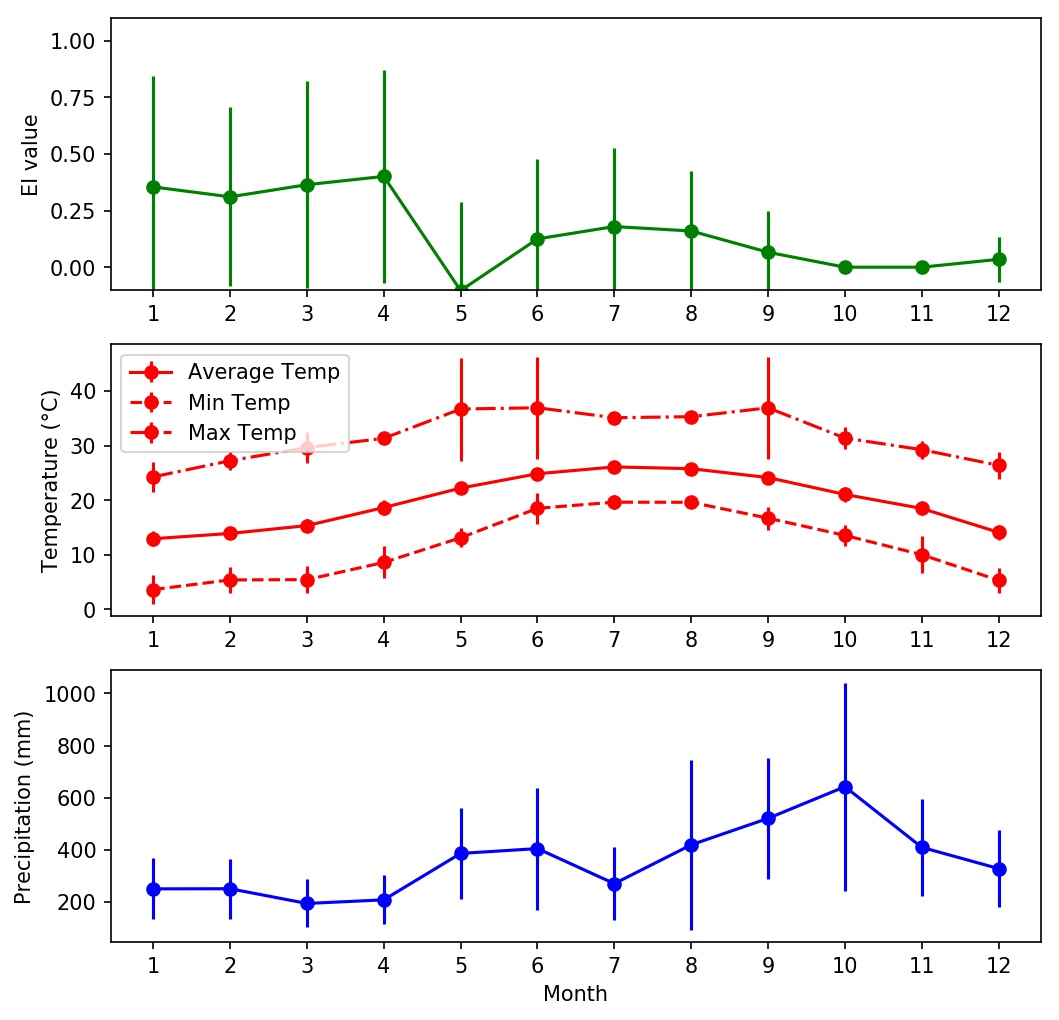 EI value
1.00
0.75
0.50
0.25
0.00
1 2 3 4 5 6 7 8 9 10 11 12
Temperature (°C)
Average Temp
Min Temp
Max Temp
40
30
20
10
0
1 2 3 4 5 6 7 8 9 10 11 12
Precipitation (mm)
1000
800
600
400
200
1 2 3 4 5 6 7 8 9 10 11 12
Month